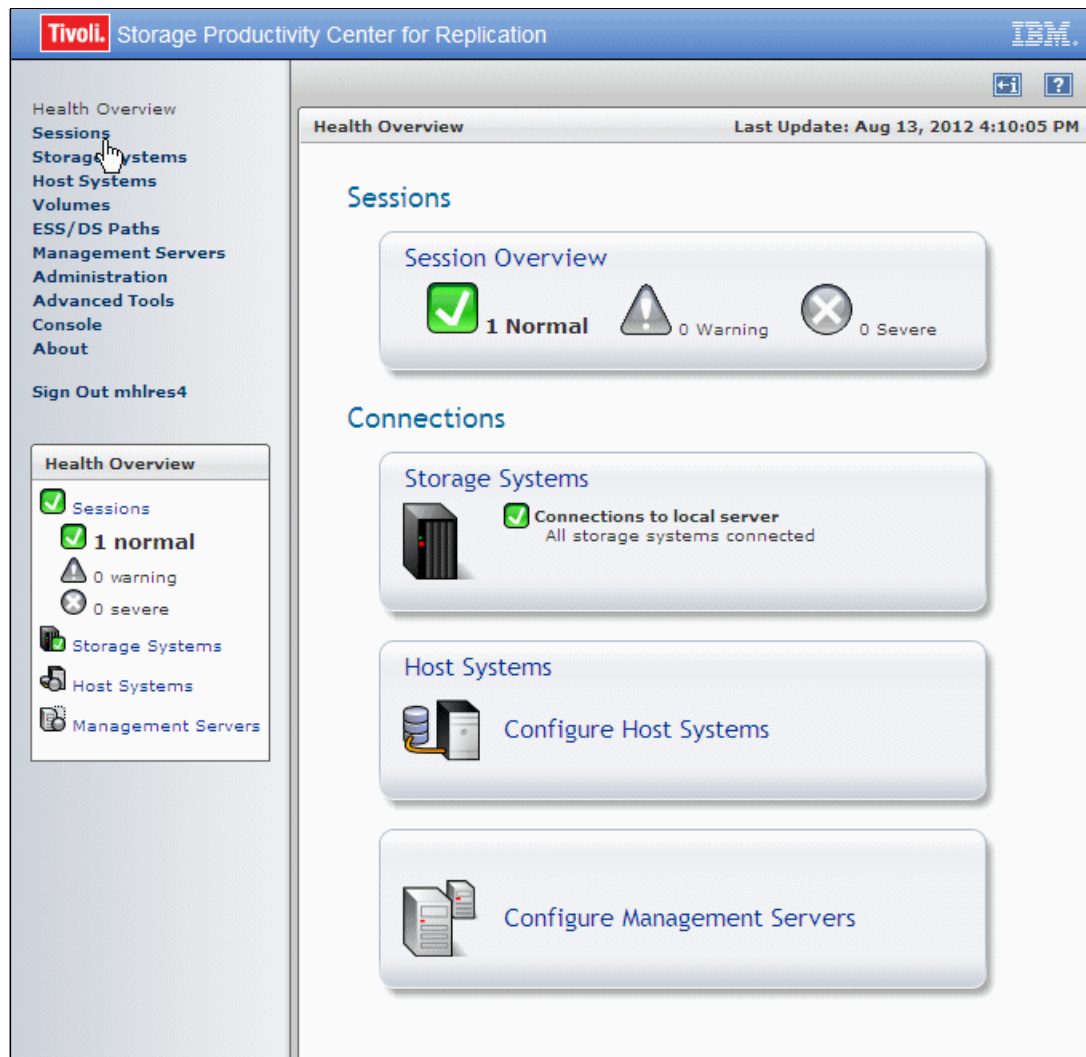 Tivoli. Storage Productivity Center for Replication IBM.
Health Overview
Sessions
Storage Systems
Host Systems
Volumes
ESS/DS Paths
Management Servers
Administration
Advanced Tools
Console
About
Sign Out mhlres4
Health Overview
Sessions
1 normal
0 warning
0 severe
Storage Systems
Host Systems
Management Servers
i ?
Health Overview Last Update: Aug 13, 2012 4:10:05 PM
Sessions
Session Overview
1 Normal 0 Warning 0 Severe
Connections
Storage Systems
Connections to local server
All storage systems connected
Host Systems
Configure Host Systems
Configure Management Servers